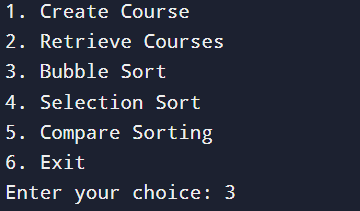 1. Create Course
2. Retrieve Courses
3. Bubble Sort
4. Selection Sort
5. Compare Sorting
6. Exit
Enter your choice: 3